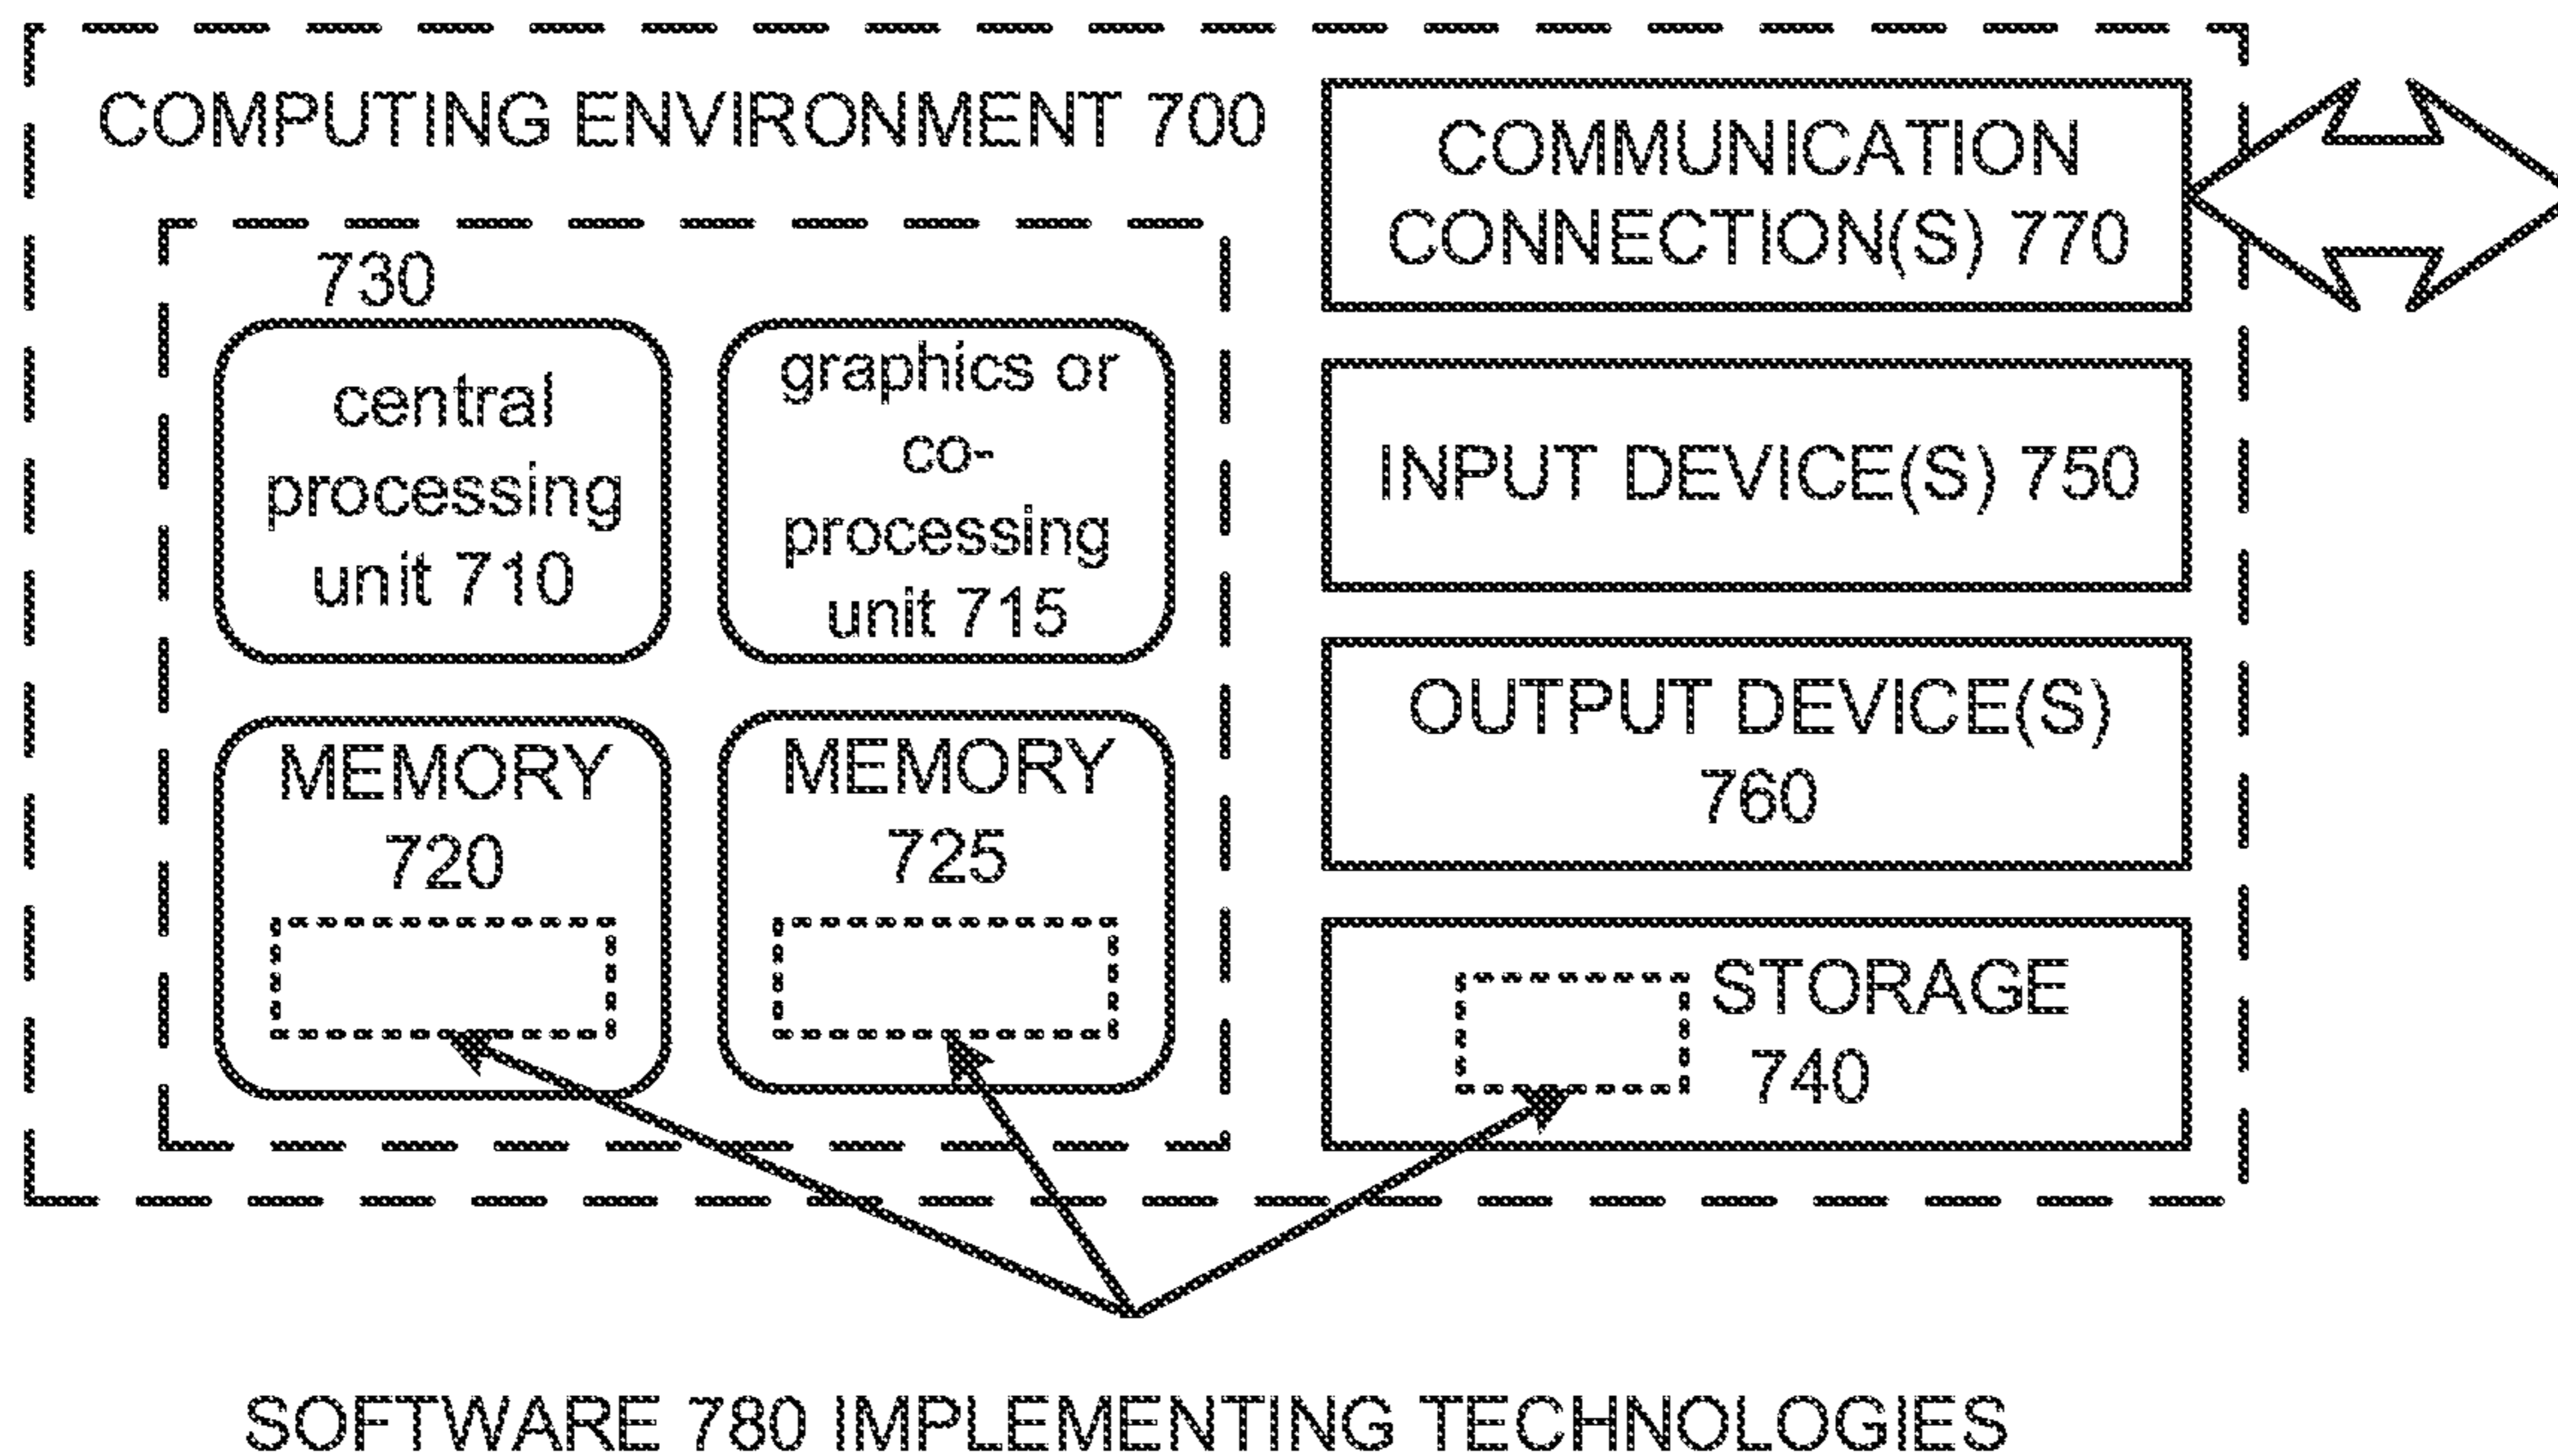 COMPUTING ENVIRONMENT 700
730
central
processing
unit 710
graphics or
co-
processing
unit 715
MEMORY
720
MEMORY
725
COMMUNICATION
CONNECTION(S) 770
INPUT DEVICE(S) 750
OUTPUT DEVICE(S)
760
STORAGE
740
SOFTWARE 780 IMPLEMENTING TECHNOLOGIES